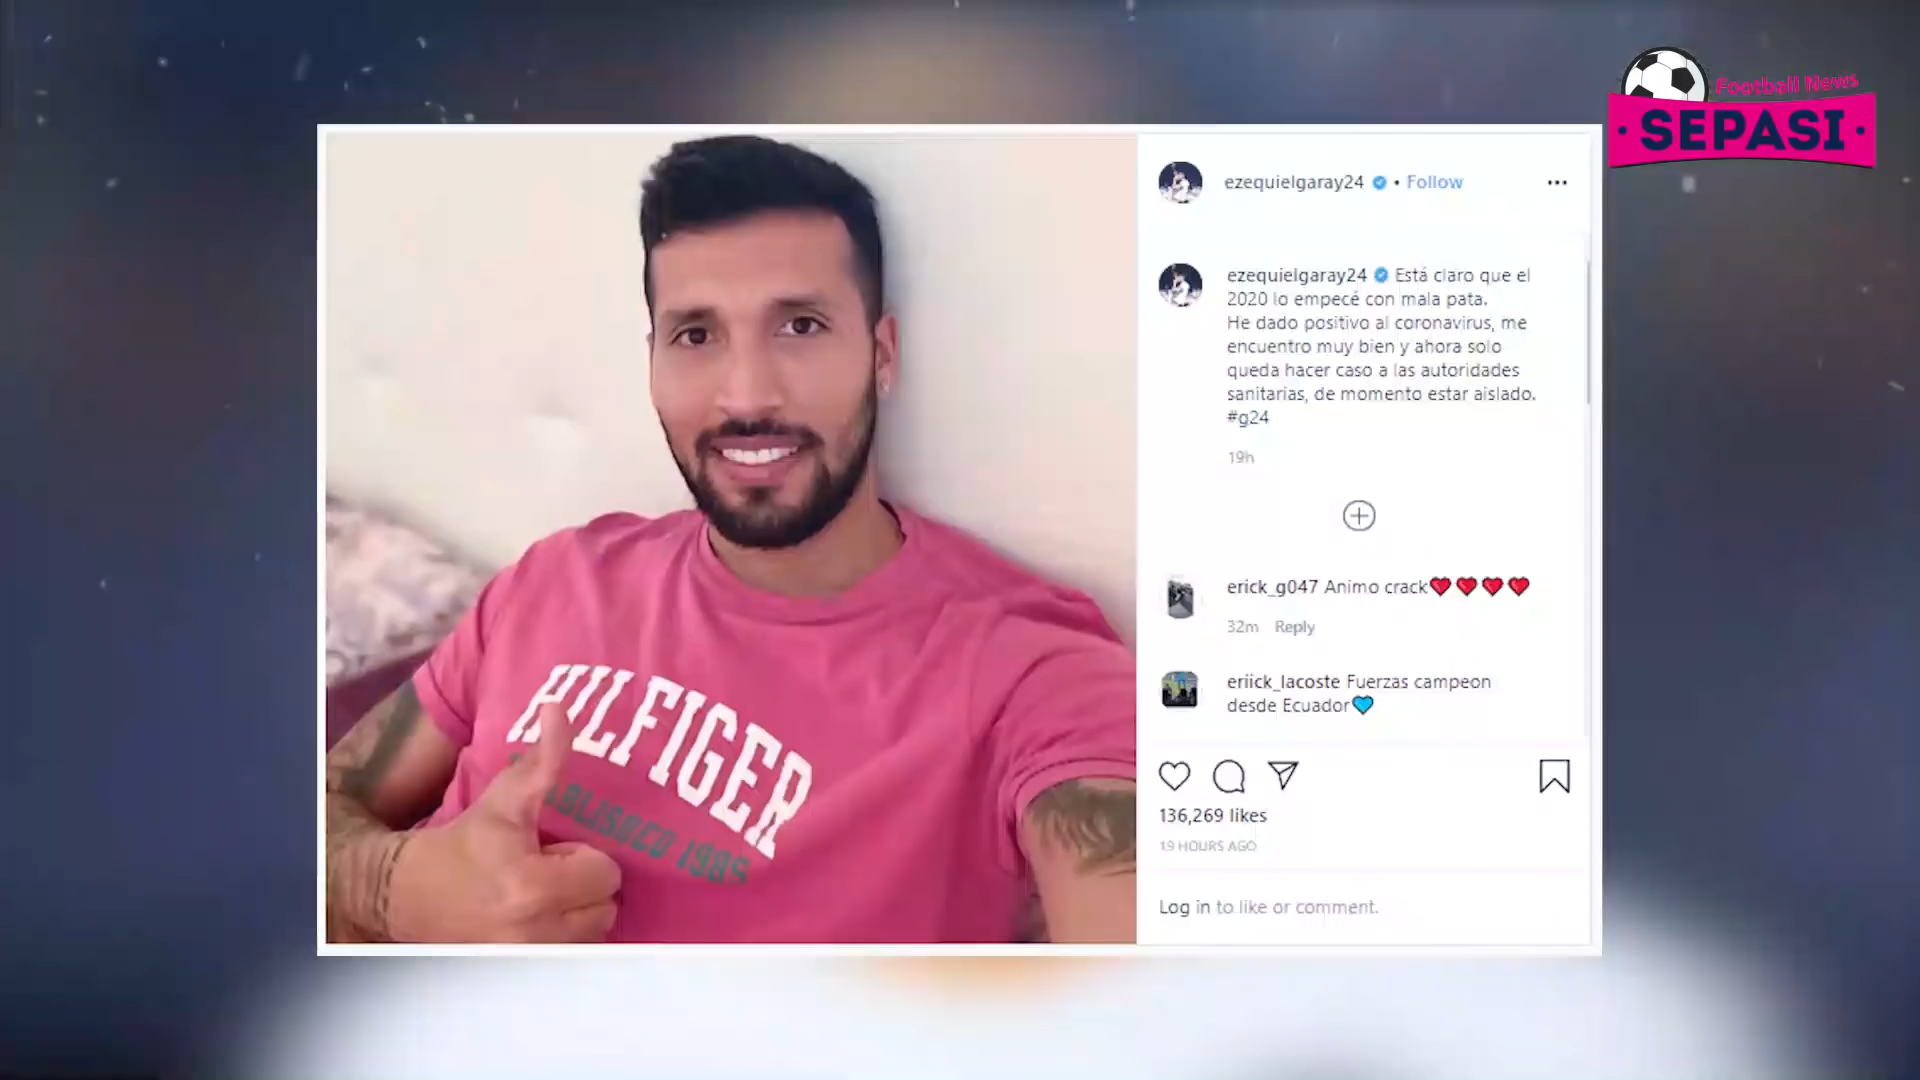 Football News
SEPASI
ezequielgaray24 • Follow
ezequielgaray24 Está claro que el
2020 lo empecé con mala pata.
He dado positivo al coronavirus, me
encuentro muy bien y ahora solo
queda hacer caso a las autoridades
sanitarias, de momento estar aislado.
#g24
19h
erick_g047 Animo crack❤️❤️❤️❤️
32m Reply
eriick_lacoste Fuerzas campeon
desde Ecuador💙
136,269 likes
19 HOURS AGO
Log in to like or comment.
HILFIGER
1985